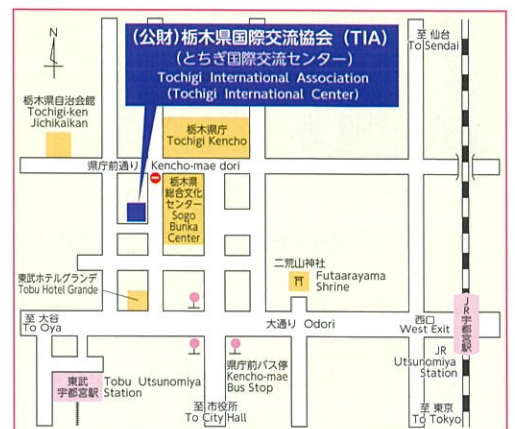 N
(公財)栃木県国際交流協会(TIA)
(とちぎ国際交流センター)
Tochigi International Association
(Tochigi International Center)
至 仙台
To Sendai
栃木県自治会館
Tochigi-ken
Jichikaikan
栃木県庁
Tochigi Kencho
県庁前通り Kencho-mae dori
栃木県
総合文化
センター
Sogo
Bunka
Center
二荒山神社
Futaarayama
Shrine
東武ホテルグランデ
Tobu Hotel Grande
至 大谷
To Oya
大通り Odori
西口
West Exit
JR宇都宮駅
JR
Utsunomiya
Station
県庁前バス停
Kencho-mae
Bus Stop
東武
宇都宮駅
Tobu Utsunomiya
Station
至 市役所
To City Hall
至 東京
To Tokyo